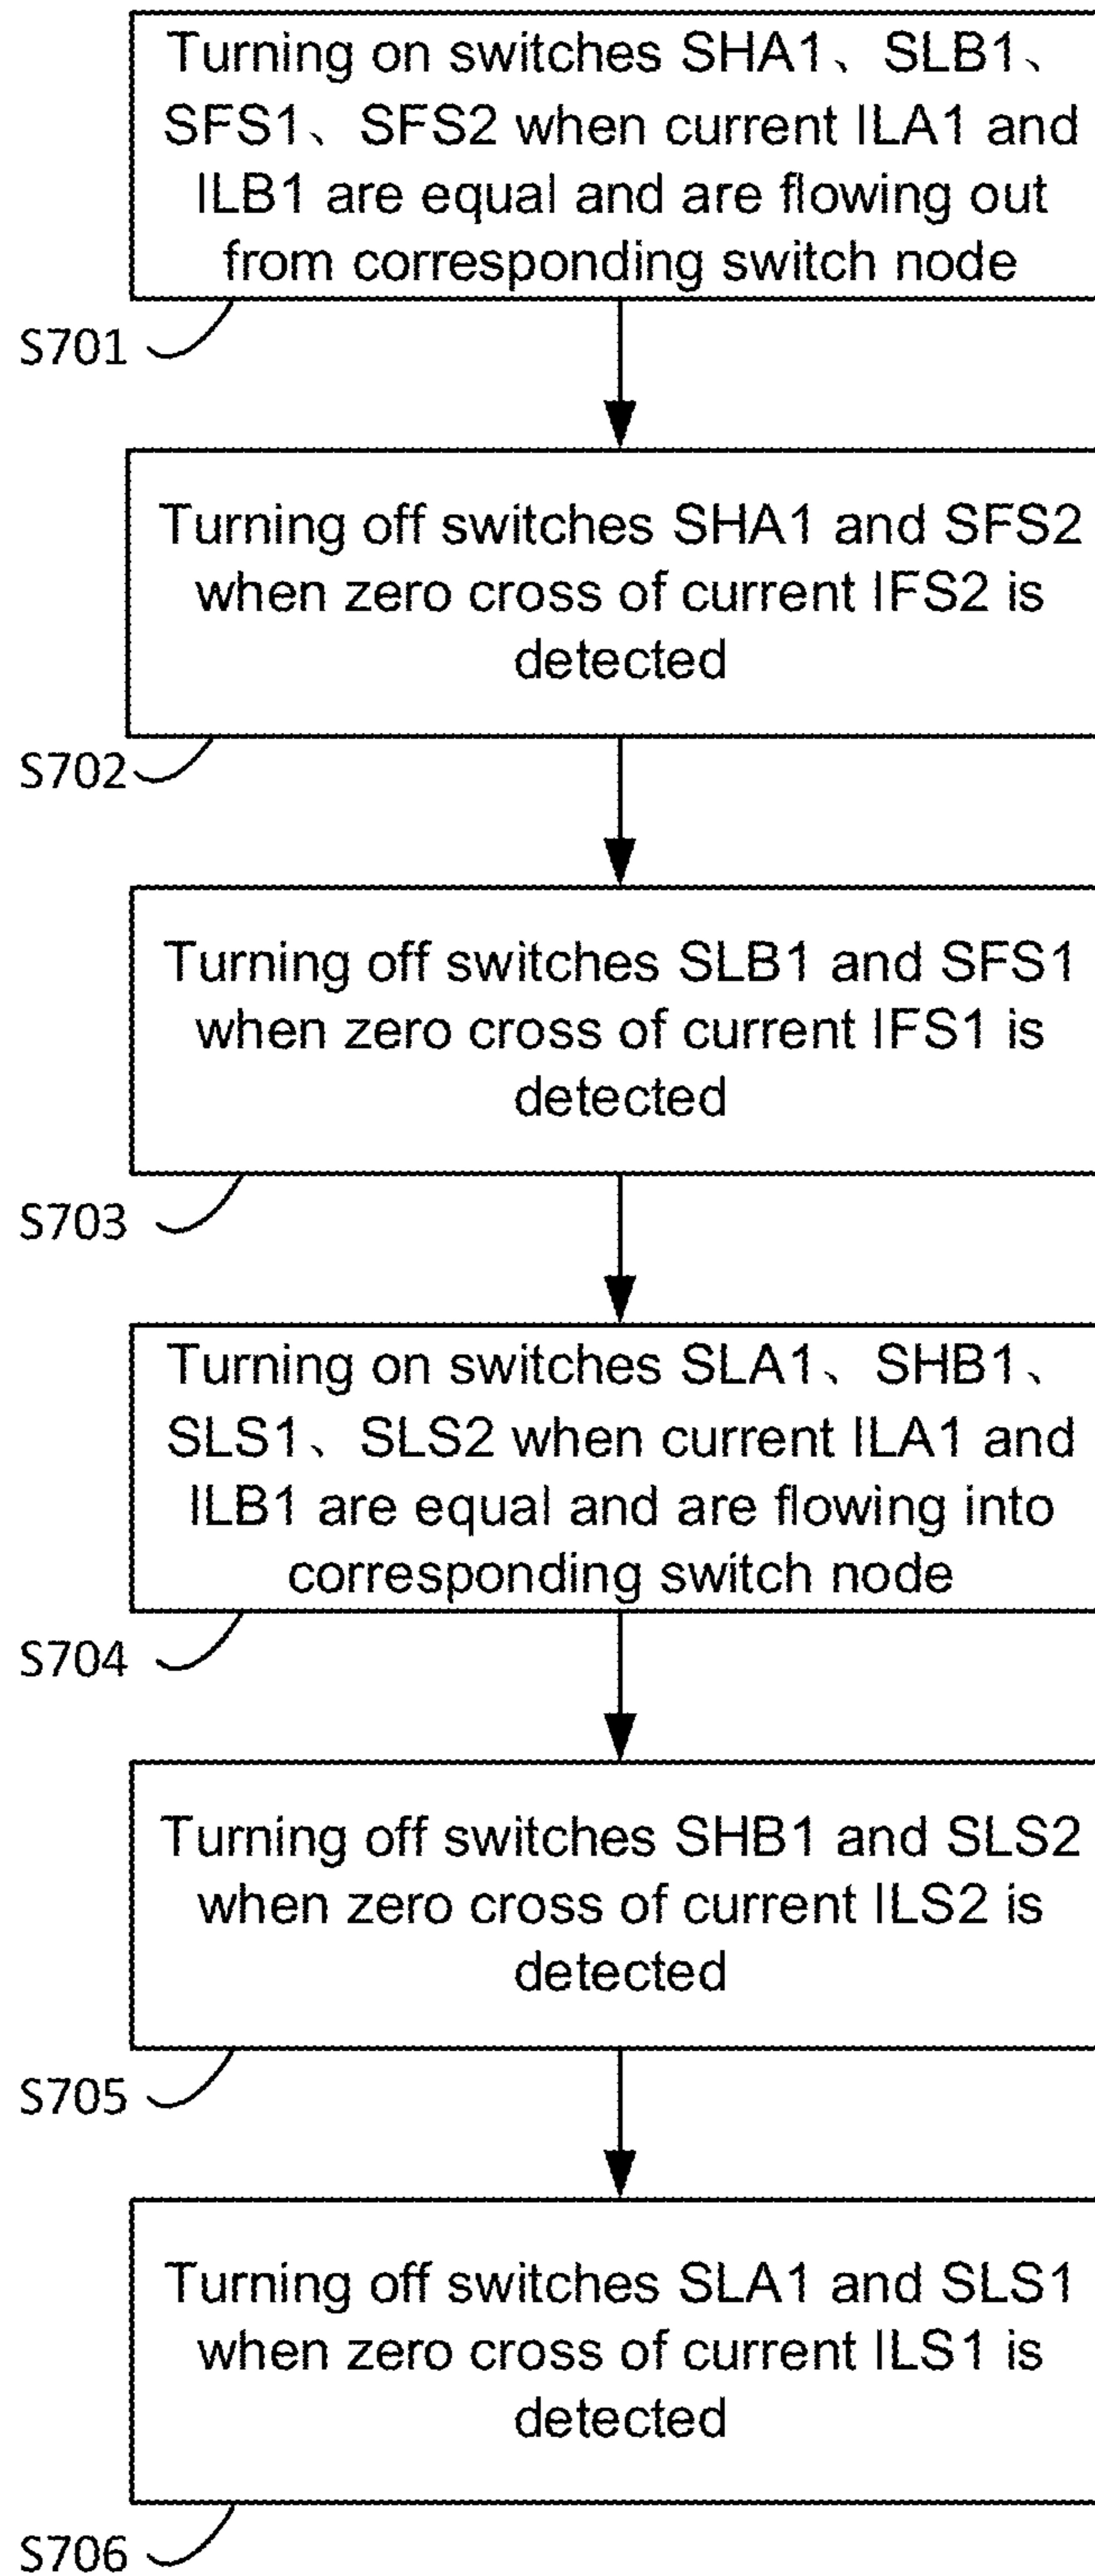 Turning on switches SHA1、SLB1、
SFS1、SFS2 when current ILA1 and
ILB1 are equal and are flowing out
from corresponding switch node
S701
Turning off switches SHA1 and SFS2
when zero cross of current IFS2 is
detected
S702
Turning off switches SLB1 and SFS1
when zero cross of current IFS1 is
detected
S703
Turning on switches SLA1、SHB1、
SLS1、SLS2 when current ILA1 and
ILB1 are equal and are flowing into
corresponding switch node
S704
Turning off switches SHB1 and SLS2
when zero cross of current ILS2 is
detected
S705
Turning off switches SLA1 and SLS1
when zero cross of current ILS1 is
detected
S706